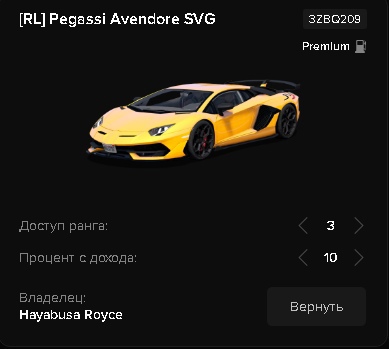 [RL] Pegassi Avendore SVG
3ZBQ209
Premium
Доступ ранга:
3
Процент с дохода:
10
Владелец:
Hayabusa Royce
Вернуть